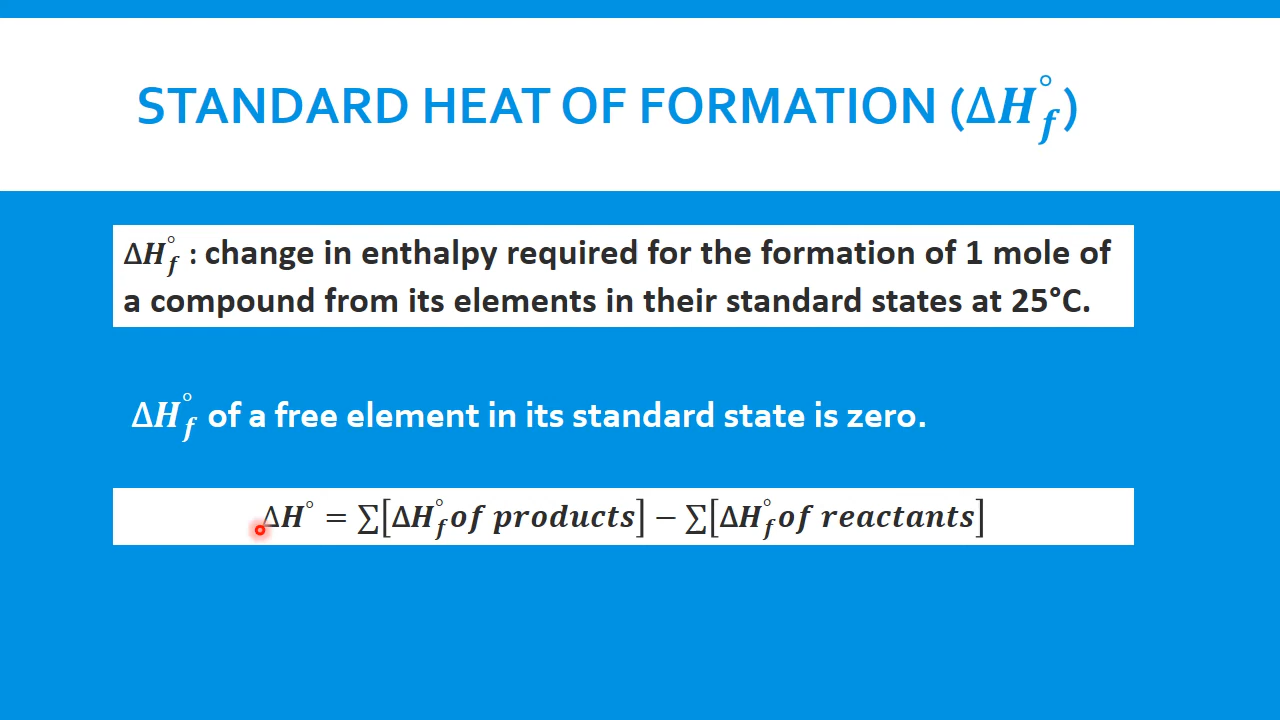 STANDARD HEAT OF FORMATION (ΔH°f)
ΔH°f : change in enthalpy required for the formation of 1 mole of
a compound from its elements in their standard states at 25°C.
ΔH°f of a free element in its standard state is zero.
ΔH° = ∑[ΔH°f of products] − ∑[ΔH°f of reactants]